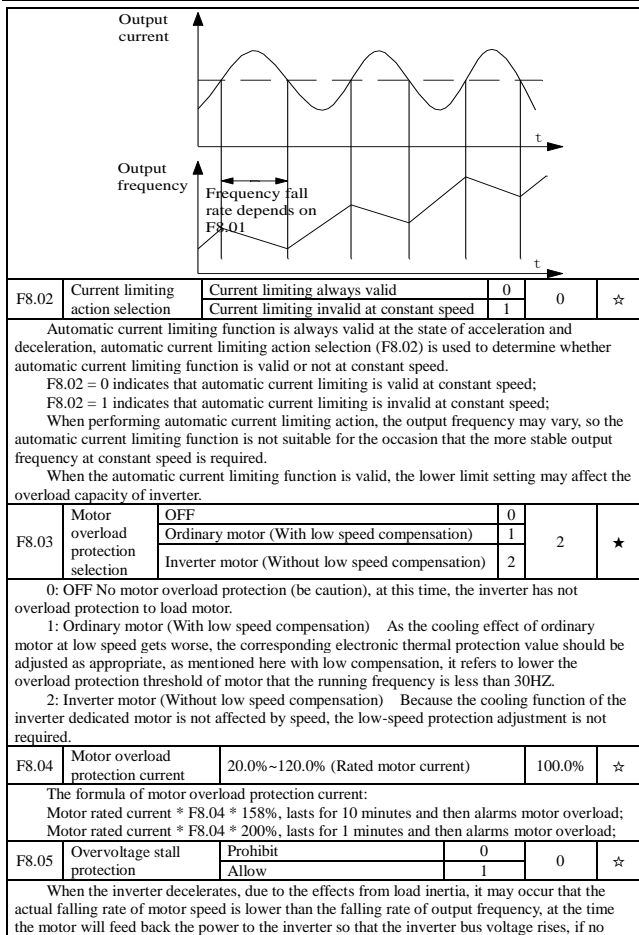 Output
current
t
Output
frequency
Frequency fall
rate depends on
F8.01
t
F8.02 Current limiting action selection Current limiting always valid 0 0 ☆
Current limiting invalid at constant speed 1
Automatic current limiting function is always valid at the state of acceleration and
deceleration, automatic current limiting action selection (F8.02) is used to determine whether
automatic current limiting function is valid or not at constant speed.
F8.02 = 0 indicates that automatic current limiting is valid at constant speed;
F8.02 = 1 indicates that automatic current limiting is invalid at constant speed;
When performing automatic current limiting action, the output frequency may vary, so the
automatic current limiting function is not suitable for the occasion that the more stable output
frequency at constant speed is required.
When the automatic current limiting function is valid, the lower limit setting may affect the
overload capacity of inverter.
F8.03 Motor overload protection selection OFF 0 2 ★
Ordinary motor (With low speed compensation) 1
Inverter motor (Without low speed compensation) 2
0: OFF No motor overload protection (be caution), at this time, the inverter has not
overload protection to load motor.
1: Ordinary motor (With low speed compensation) As the cooling effect of ordinary
motor at low speed gets worse, the corresponding electronic thermal protection value should be
adjusted as appropriate, as mentioned here with low compensation, it refers to lower the
overload protection threshold of motor that the running frequency is less than 30HZ.
2: Inverter motor (Without low speed compensation) Because the cooling function of the
inverter dedicated motor is not affected by speed, the low-speed protection adjustment is not
required.
F8.04 Motor overload protection current 20.0%~120.0% (Rated motor current) 100.0% ☆
The formula of motor overload protection current:
Motor rated current * F8.04 * 158%, lasts for 10 minutes and then alarms motor overload;
Motor rated current * F8.04 * 200%, lasts for 1 minutes and then alarms motor overload;
F8.05 Overvoltage stall protection Prohibit 0 0 ☆
Allow 1
When the inverter decelerates, due to the effects from load inertia, it may occur that the
actual falling rate of motor speed is lower than the falling rate of output frequency, at the time
the motor will feed back the power to the inverter so that the inverter bus voltage rises, if no